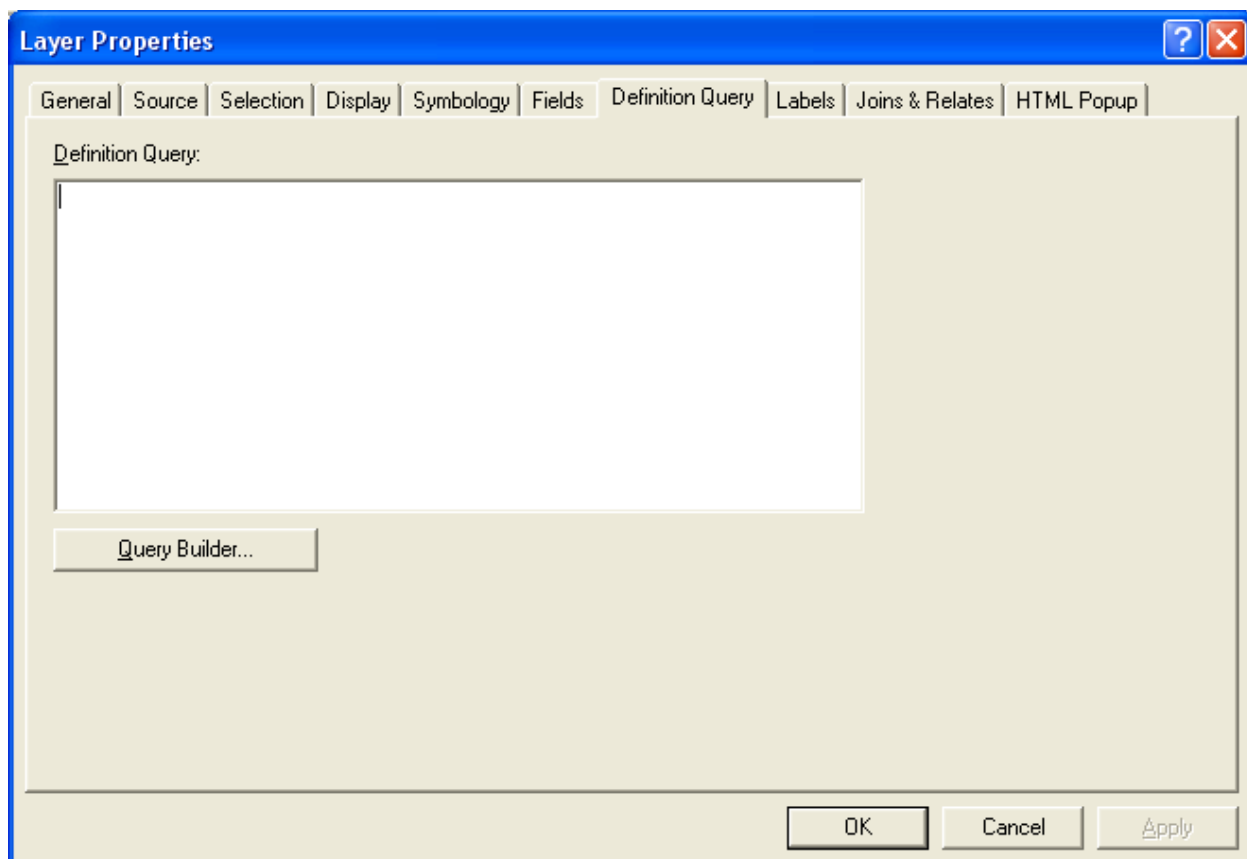 Layer Properties
General Source Selection Display Symbology Fields Definition Query Labels Joins & Relates HTML Popup
Definition Query:
Query Builder...
OK Cancel Apply